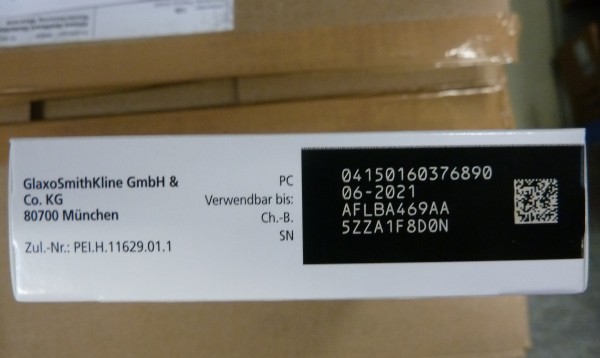 GlaxoSmithKline GmbH &
Co. KG
80700 München
Zul.-Nr.: PEI.H.11629.01.1
PC 04150160376890
Verwendbar bis: 06-2021
Ch.-B. AFLBA469AA
SN 5ZZA1F8D0N